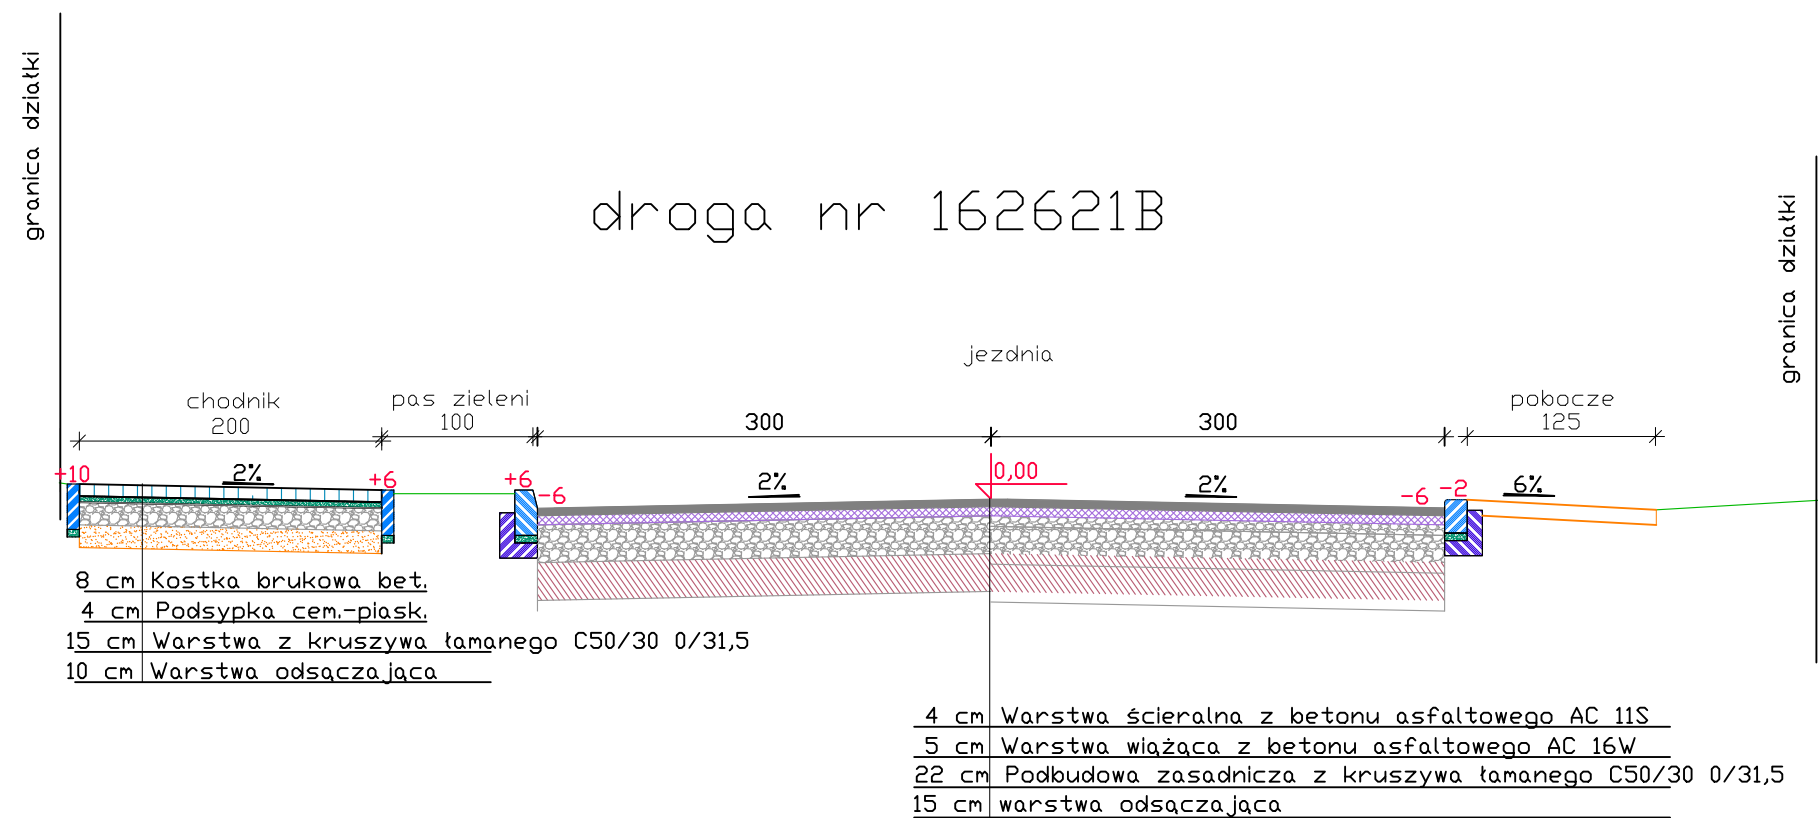 granica działki
droga nr 162621B
granica działki
jezdnia
chodnik
200
pas zieleni
100
300
300
pobocze
125
+10
2%
+6
+6
-6
2%
0,00
2%
-6
-2
6%
8 cm Kostka brukowa bet.
4 cm Podsypka cem.-piask.
15 cm Warstwa z kruszywa łamanego C50/30 0/31,5
10 cm Warstwa odsączająca
4 cm Warstwa ścieralna z betonu asfaltowego AC 11S
5 cm Warstwa wiążąca z betonu asfaltowego AC 16W
22 cm Podbudowa zasadnicza z kruszywa łamanego C50/30 0/31,5
15 cm warstwa odsączająca